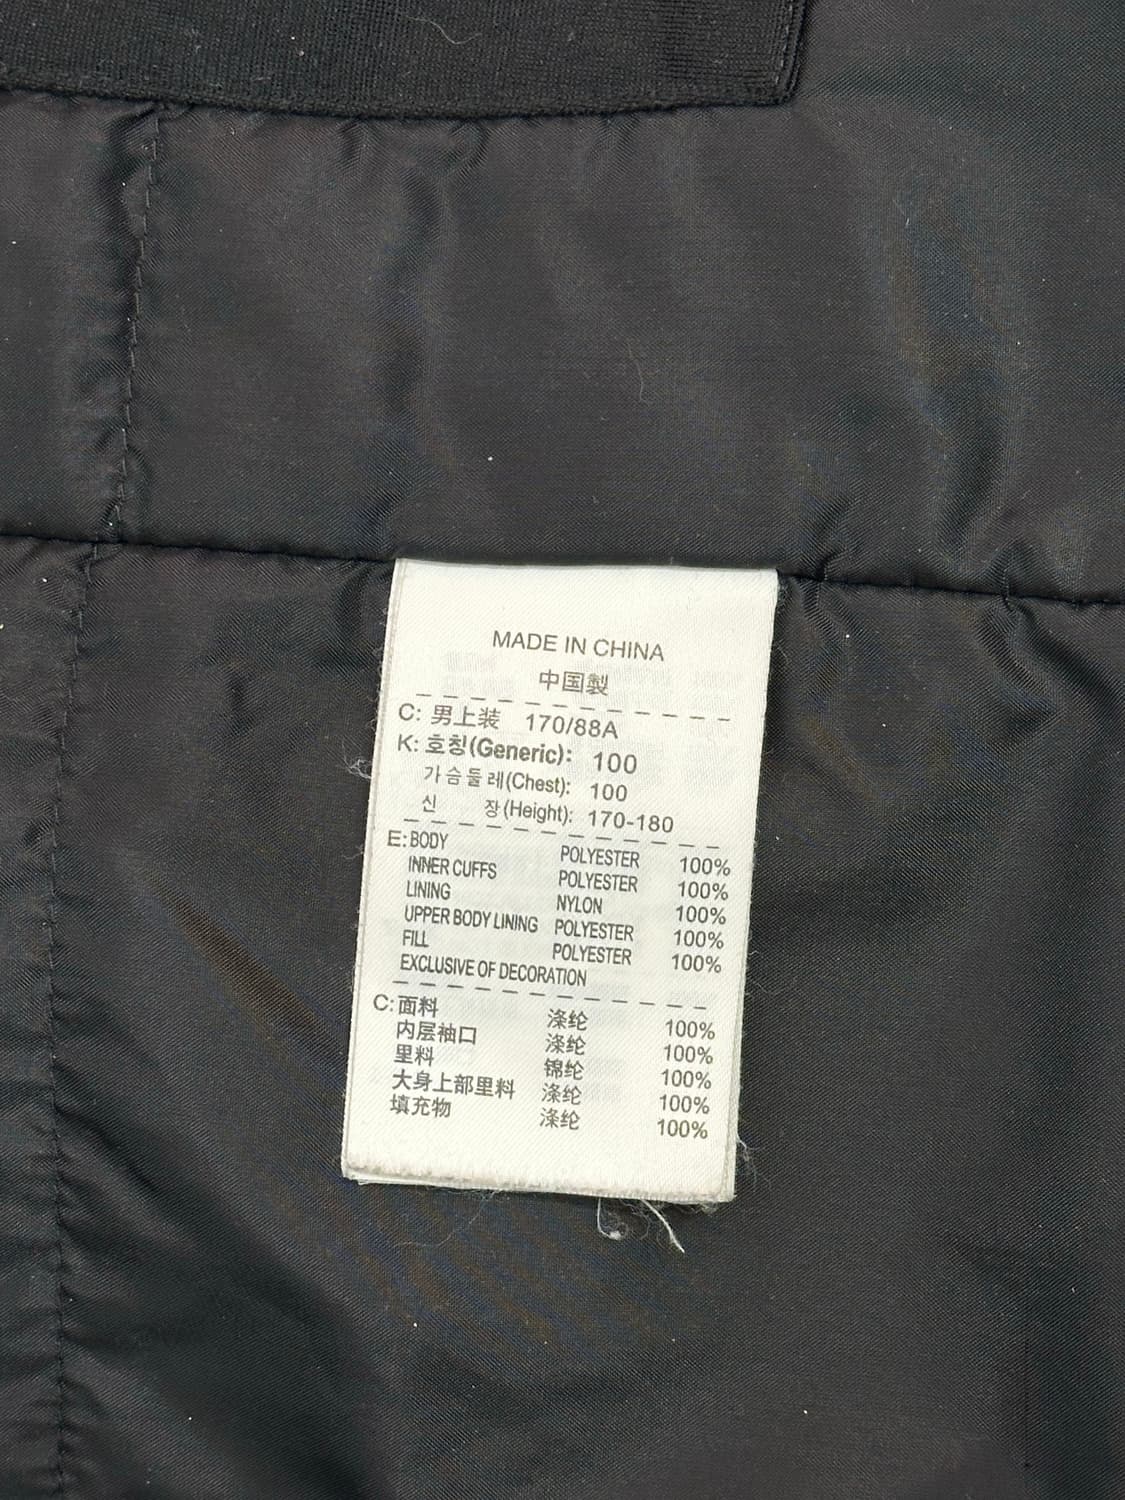 MADE IN CHINA
中国製
C: 男上装 170/88A
K: 호칭(Generic): 100
가슴둘레(Chest): 100
신 장(Height): 170-180
E: BODY POLYESTER 100%
INNER CUFFS POLYESTER 100%
LINING NYLON 100%
UPPER BODY LINING POLYESTER 100%
FILL POLYESTER 100%
EXCLUSIVE OF DECORATION
C: 面料 涤纶 100%
内层袖口 涤纶 100%
里料 锦纶 100%
大身上部里料 涤纶 100%
填充物 涤纶 100%